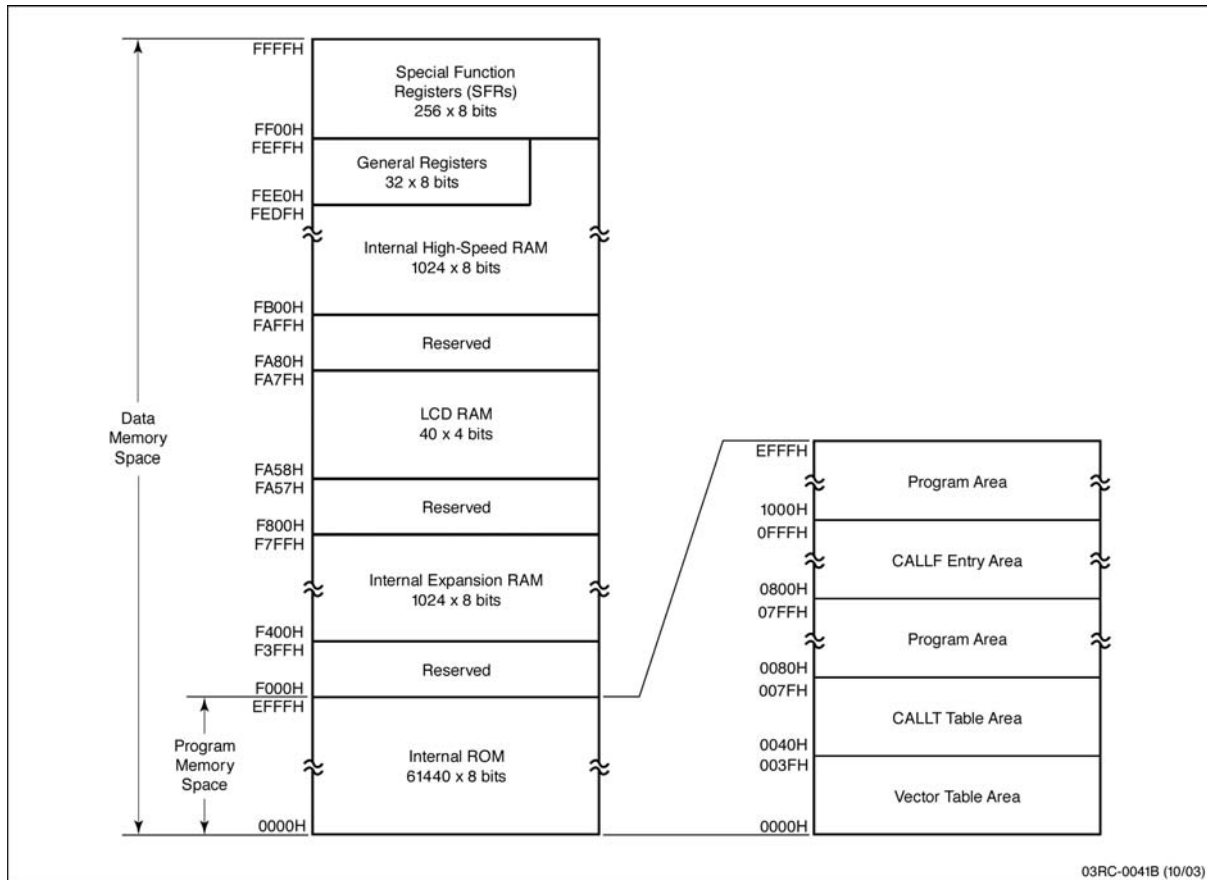 FFFFH
Special Function
Registers (SFRs)
256 x 8 bits
FF00H
FEFFH
General Registers
32 x 8 bits
FEE0H
FEDFH
Internal High-Speed RAM
1024 x 8 bits
FB00H
FAFFH
Reserved
FA80H
FA7FH
LCD RAM
40 x 4 bits
Data
Memory
Space
FA58H
FA57H
Reserved
F800H
F7FFH
Internal Expansion RAM
1024 x 8 bits
F400H
F3FFH
Reserved
F000H
EFFFH
Program
Memory
Space
Internal ROM
61440 x 8 bits
0000H
EFFFH
Program Area
1000H
0FFFH
CALLF Entry Area
0800H
07FFH
Program Area
0080H
007FH
CALLT Table Area
0040H
003FH
Vector Table Area
0000H
03RC-0041B (10/03)